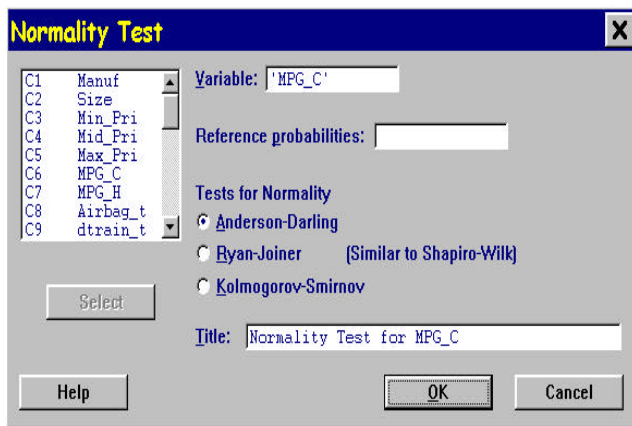 Normality Test
C1 Manuf
C2 Size
C3 Min_Pri
C4 Mid_Pri
C5 Max_Pri
C6 MPG_C
C7 MPG_H
C8 Airbag_t
C9 dtrain_t
Select
Variable: 'MPG_C'
Reference probabilities:
Tests for Normality
Anderson-Darling
Ryan-Joiner (Similar to Shapiro-Wilk)
Kolmogorov-Smirnov
Title: Normality Test for MPG_C
Help
OK
Cancel